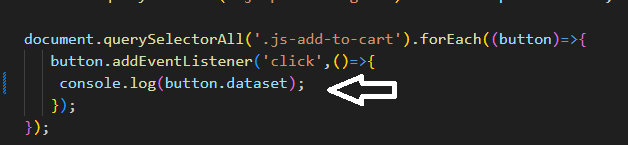 document.querySelectorAll('.js-add-to-cart').forEach((button)=>{
button.addEventListener('click',()=>{
console.log(button.dataset);
});
});